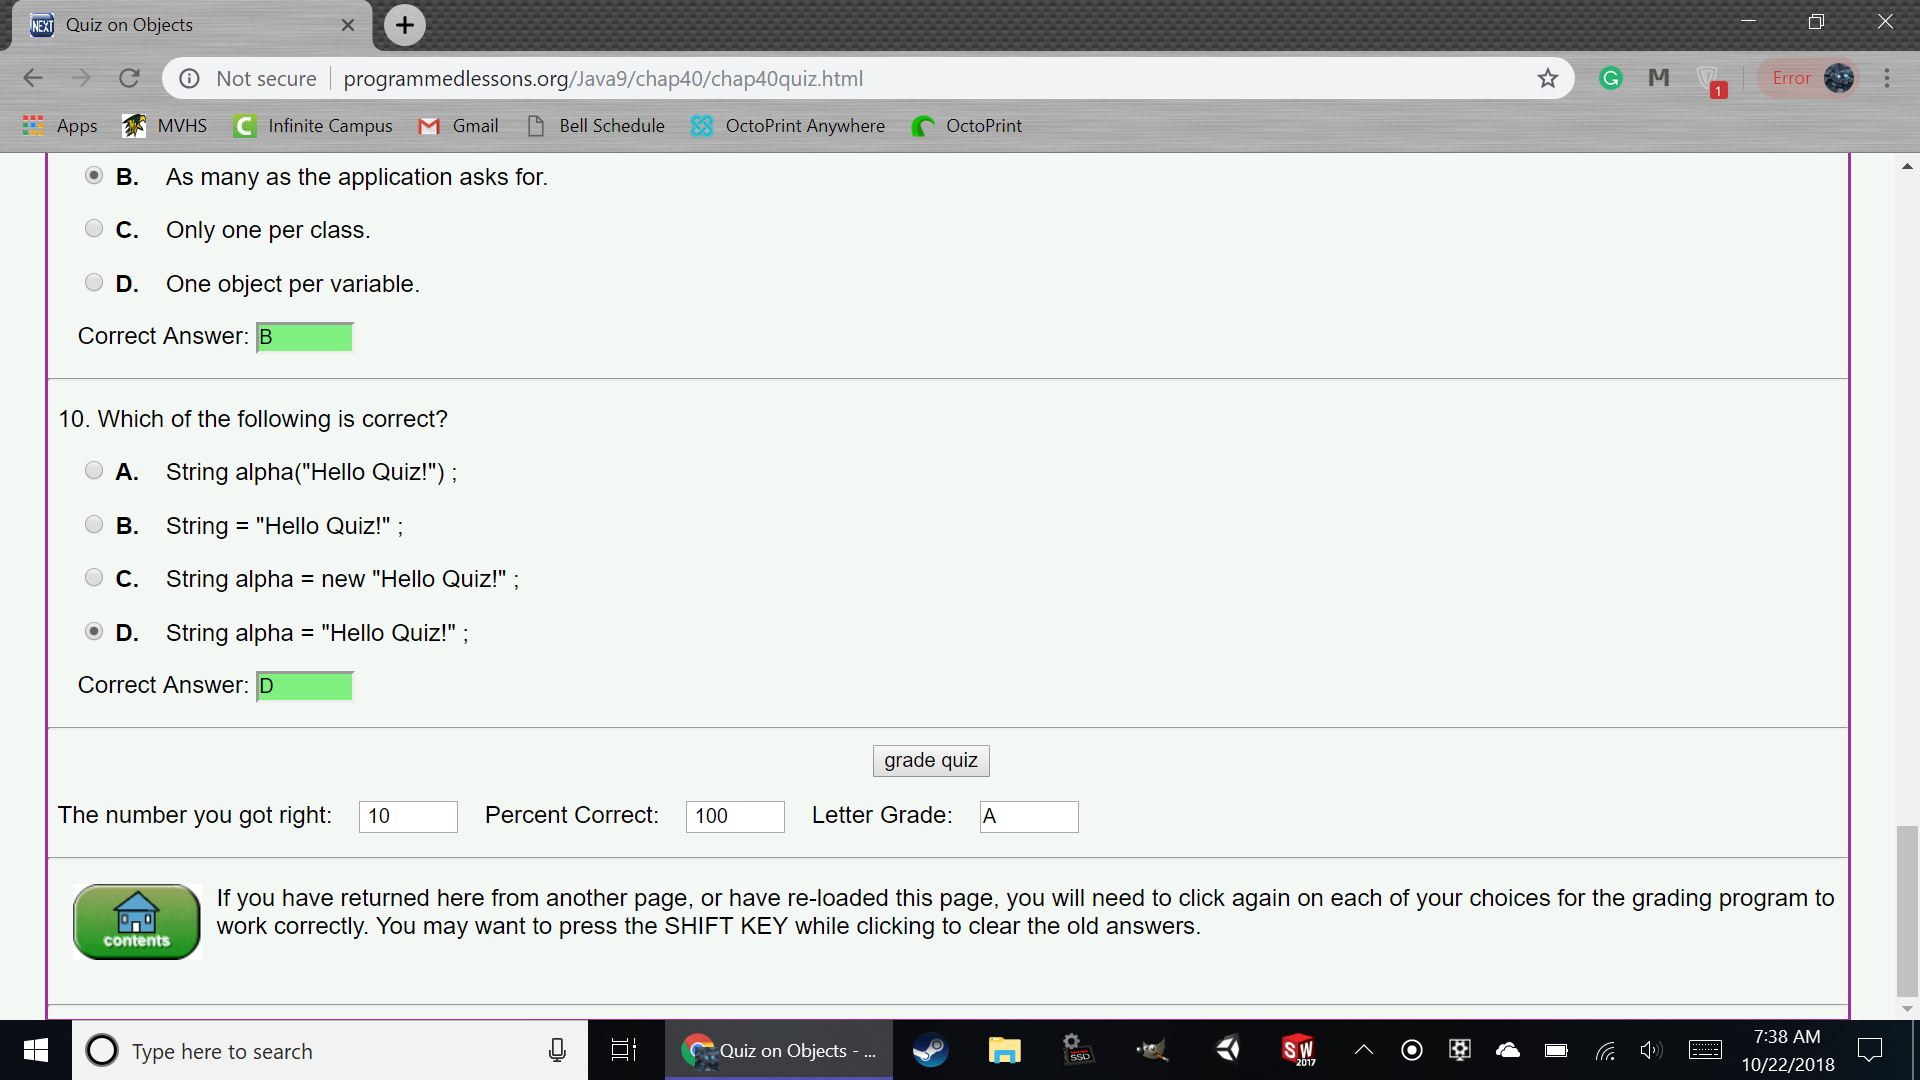 NEXT Quiz on Objects
Not secure programmedlessons.org/Java9/chap40/chap40quiz.html
G M 1 Error
Apps MVHS C Infinite Campus Gmail Bell Schedule OctoPrint Anywhere OctoPrint
B. As many as the application asks for.
C. Only one per class.
D. One object per variable.
Correct Answer: B
10. Which of the following is correct?
A. String alpha("Hello Quiz!") ;
B. String = "Hello Quiz!" ;
C. String alpha = new "Hello Quiz!" ;
D. String alpha = "Hello Quiz!" ;
Correct Answer: D
grade quiz
The number you got right: 10 Percent Correct: 100 Letter Grade: A
If you have returned here from another page, or have re-loaded this page, you will need to click again on each of your choices for the grading program to
work correctly. You may want to press the SHIFT KEY while clicking to clear the old answers.
contents
Type here to search
Quiz on Objects - ...
SSD
SW
2017
7:38 AM
10/22/2018